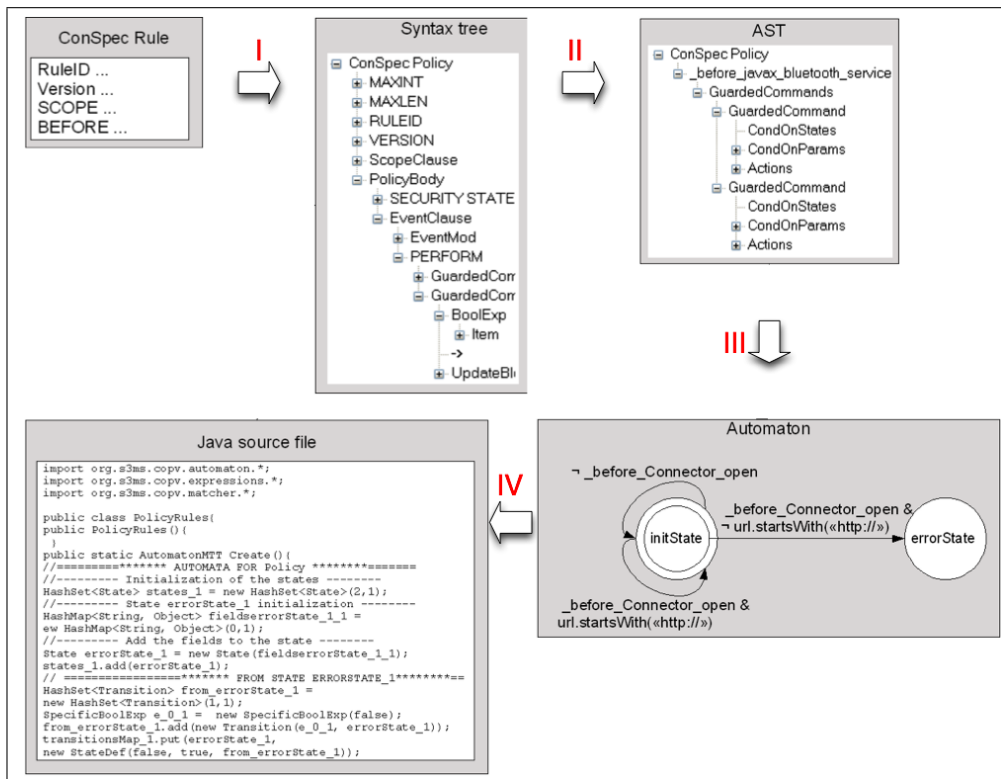 ConSpec Rule
RuleID ...
Version ...
SCOPE ...
BEFORE ...
I
Syntax tree
ConSpec Policy
MAXINT
MAXLEN
RULEID
VERSION
ScopeClause
PolicyBody
SECURITY STATE
EventClause
EventMod
PERFORM
GuardedCom
GuardedCom
BoolExp
Item
->
UpdateBl
II
AST
ConSpec Policy
_before_javax_bluetooth_service
GuardedCommands
GuardedCommand
CondOnStates
CondOnParams
Actions
GuardedCommand
CondOnStates
CondOnParams
Actions
III
Automaton
¬ _before_Connector_open
_before_Connector_open &
¬ url.startsWith(«http://»)
initState
errorState
_before_Connector_open &
url.startsWith(«http://»)
IV
Java source file
import org.s3ms.copv.automaton.*;
import org.s3ms.copv.expressions.*;
import org.s3ms.copv.matcher.*;
public class PolicyRules{
public PolicyRules(){
}
public static AutomatonMTT Create(){
//=========******* AUTOMATA FOR Policy ********=======
//--------- Initialization of the states --------
HashSet<State> states_1 = new HashSet<State>(2,1);
//--------- State errorState_1 initialization --------
HashMap<String, Object> fieldserrorState_1_1 =
ew HashMap<String, Object>(0,1);
//--------- Add the fields to the state --------
State errorState_1 = new State(fieldserrorState_1_1);
states_1.add(errorState_1);
// =================******* FROM STATE ERRORSTATE_1********==
HashSet<Transition> from_errorState_1 =
new HashSet<Transition>(1,1);
SpecificBoolExp e_0_1 =  new SpecificBoolExp(false);
from_errorState_1.add(new Transition(e_0_1, errorState_1));
transitionsMap_1.put(errorState_1,
new StateDef(false, true, from_errorState_1));